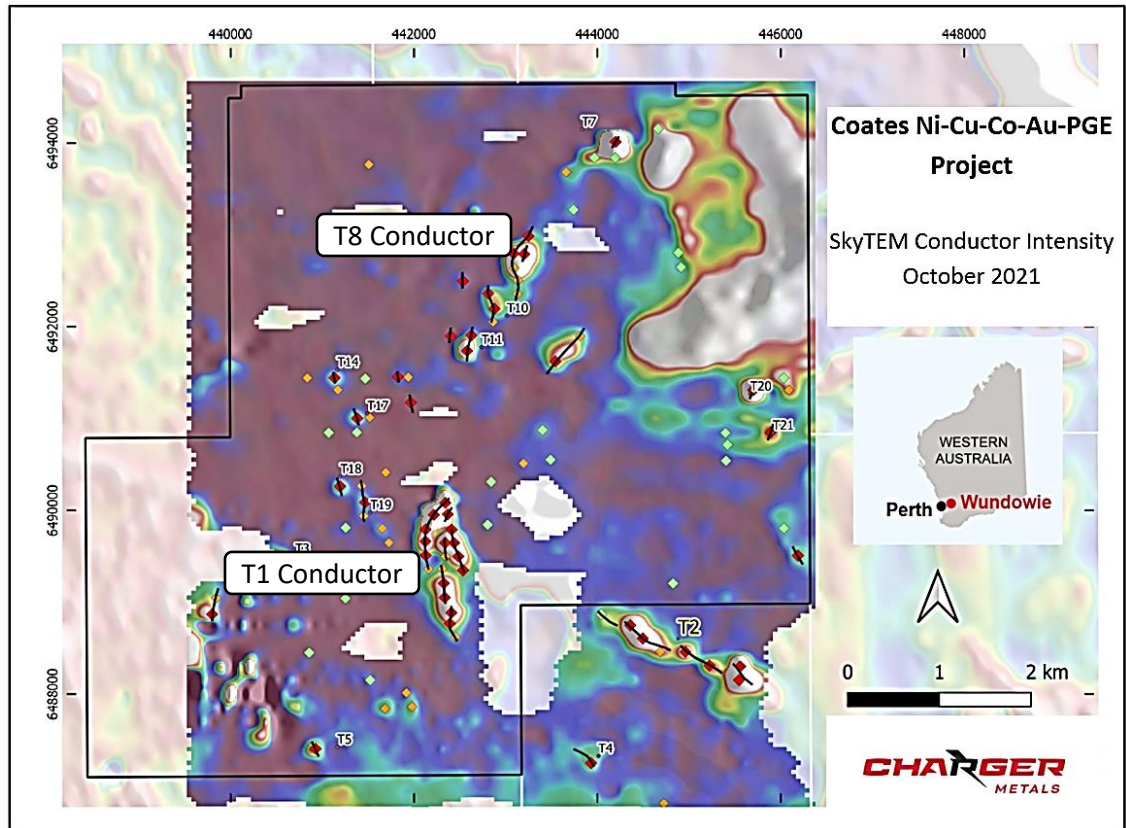 440000
442000
444000
446000
448000
6494000
6492000
6490000
6488000
Coates Ni-Cu-Co-Au-PGE
Project
SkyTEM Conductor Intensity
October 2021
T7
T8 Conductor
T10
T11
T14
T17
T20
T21
T18
T19
T3
T1 Conductor
T2
T5
T4
WESTERN
AUSTRALIA
Perth
Wundowie
0 1 2 km
CHARGER
METALS